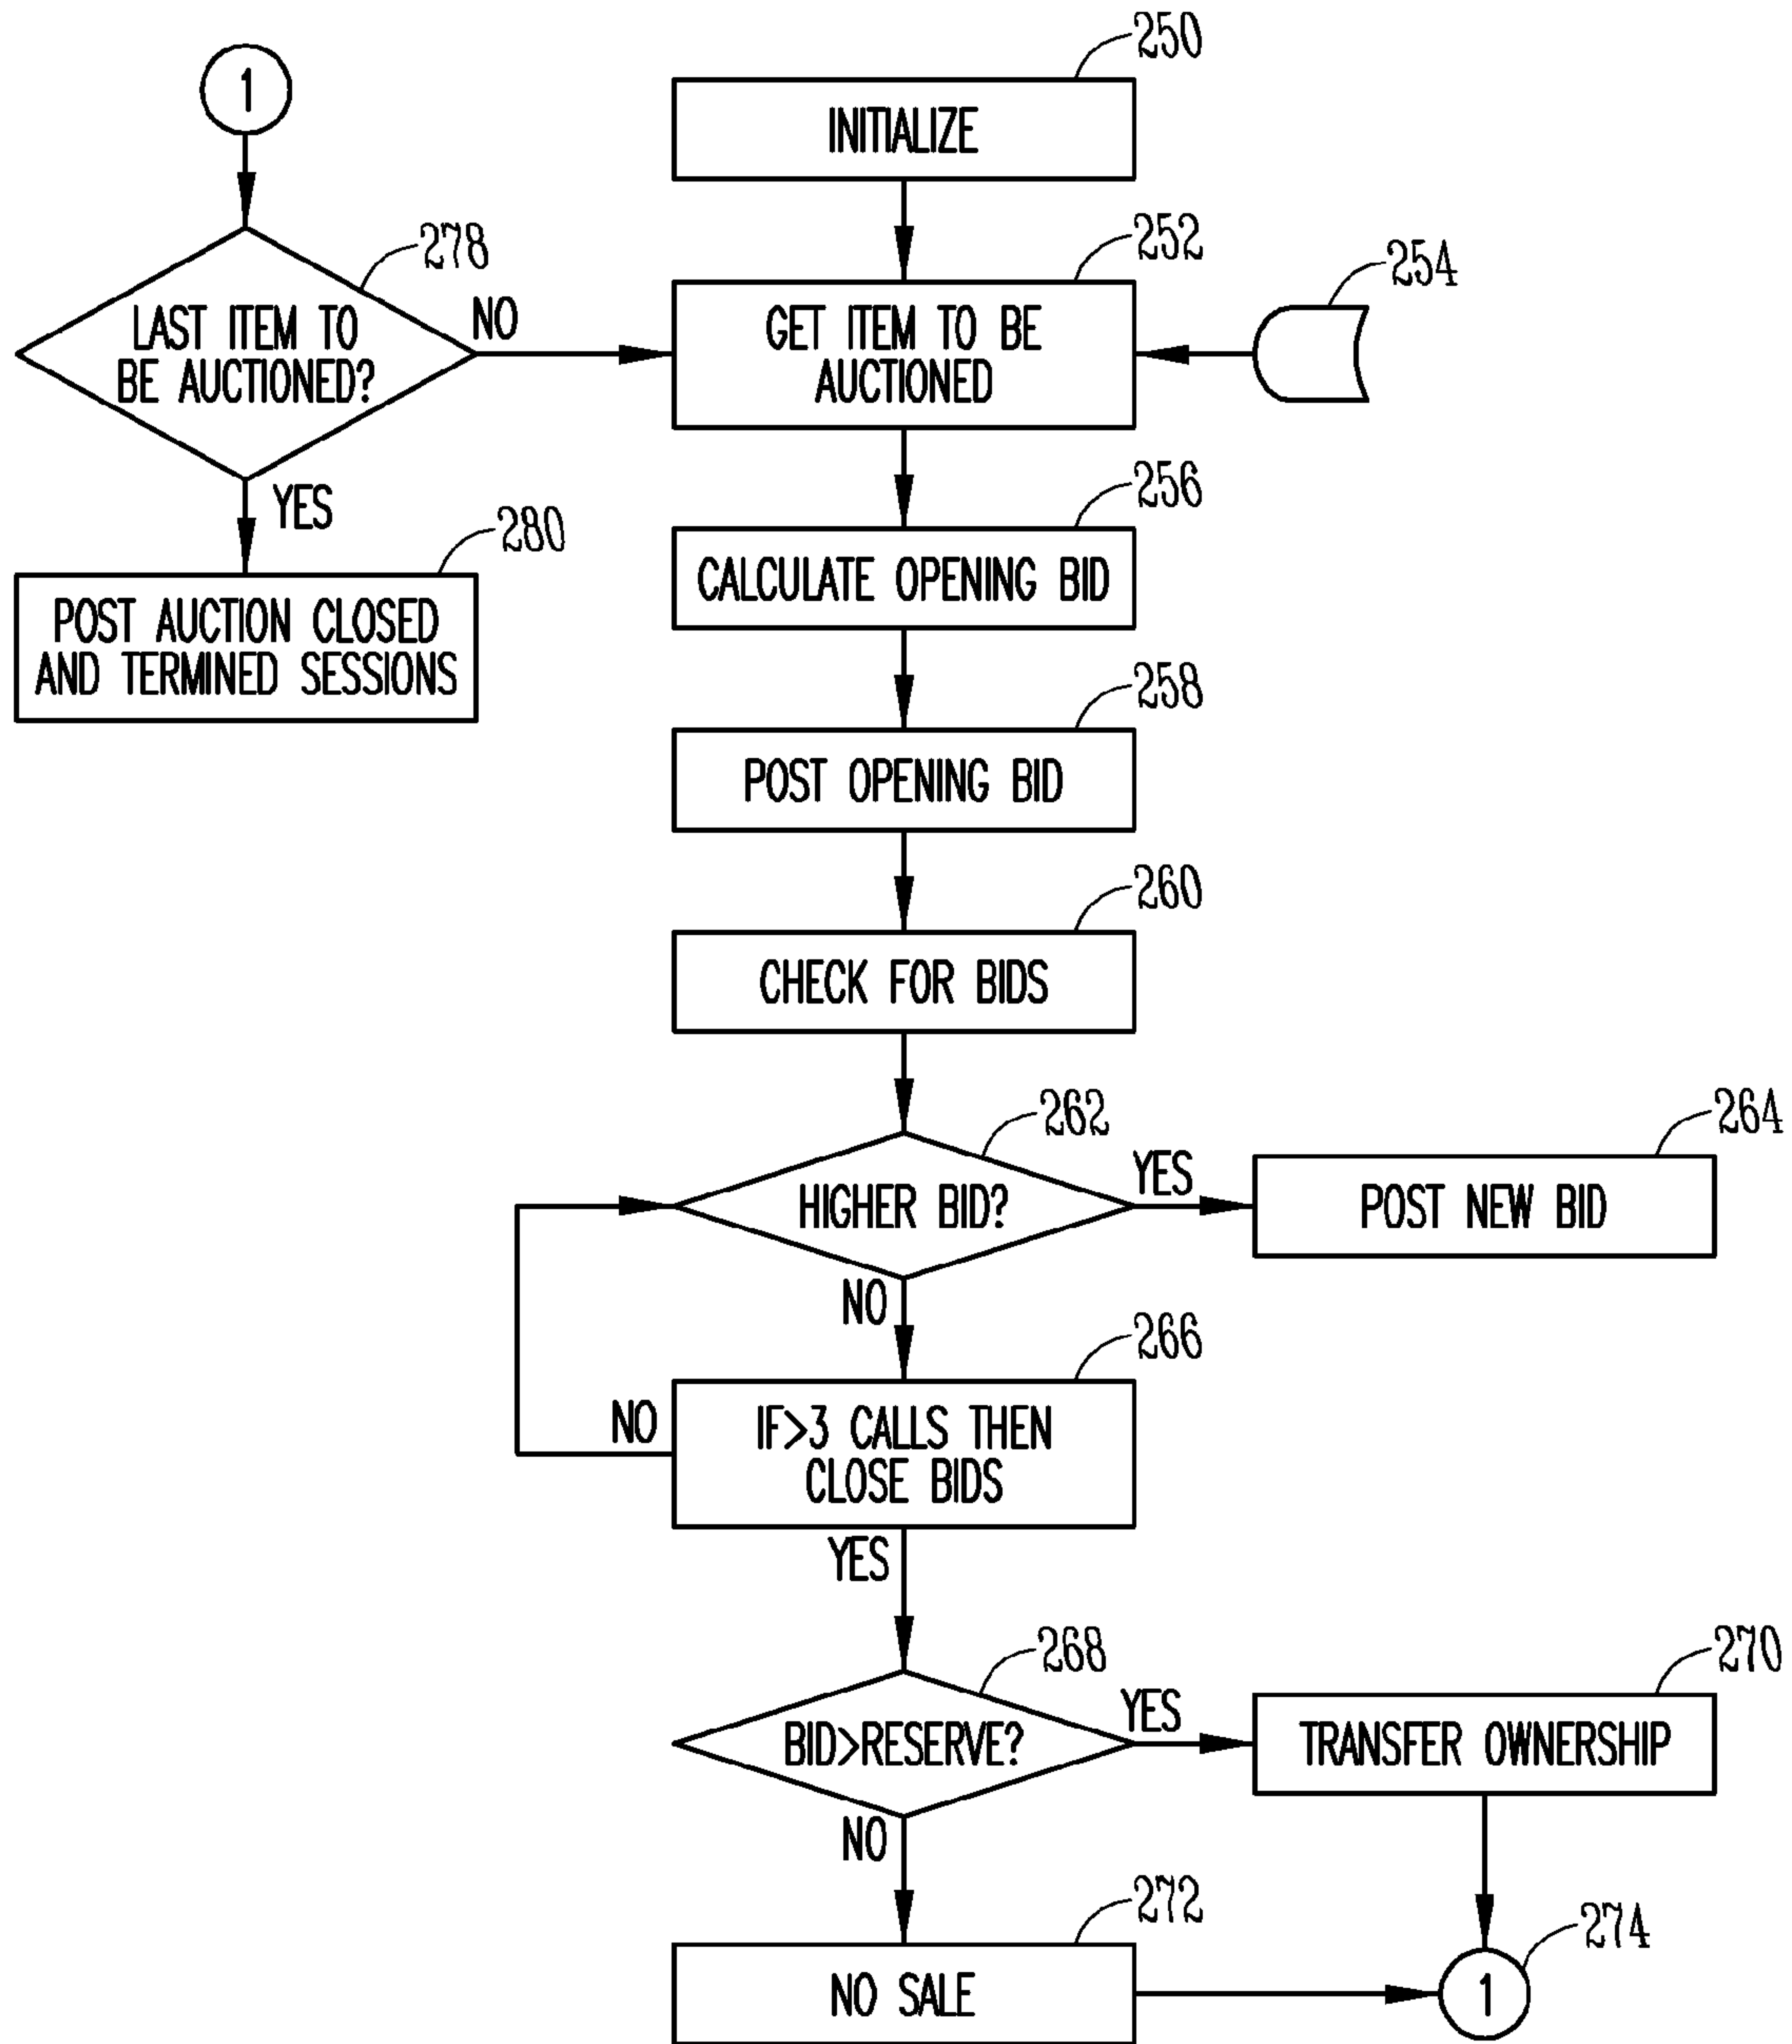 1
250
INITIALIZE
278
252
254
LAST ITEM TO
BE AUCTIONED?
NO
GET ITEM TO BE
AUCTIONED
YES
280
256
POST AUCTION CLOSED
AND TERMINED SESSIONS
CALCULATE OPENING BID
258
POST OPENING BID
260
CHECK FOR BIDS
262
264
HIGHER BID?
YES
POST NEW BID
NO
266
NO
IF>3 CALLS THEN
CLOSE BIDS
YES
268
270
BID>RESERVE?
YES
TRANSFER OWNERSHIP
NO
272
274
NO SALE
1